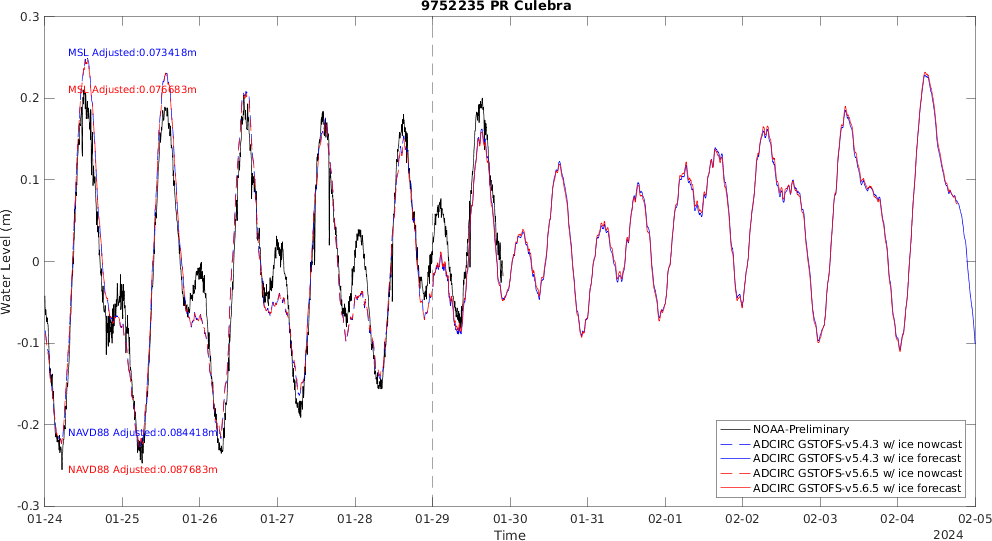 9752235 PR Culebra
Water Level (m)
0.3
0.2
0.1
0
-0.1
-0.2
-0.3
MSL Adjusted:0.073418m
MSL Adjusted:0.076683m
NAVD88 Adjusted:0.084418m
NAVD88 Adjusted:0.087683m
NOAA-Preliminary
ADCIRC GSTOFS-v5.4.3 w/ ice nowcast
ADCIRC GSTOFS-v5.4.3 w/ ice forecast
ADCIRC GSTOFS-v5.6.5 w/ ice nowcast
ADCIRC GSTOFS-v5.6.5 w/ ice forecast
01-24 01-25 01-26 01-27 01-28 01-29 01-30 01-31 02-01 02-02 02-03 02-04 02-05
Time
2024